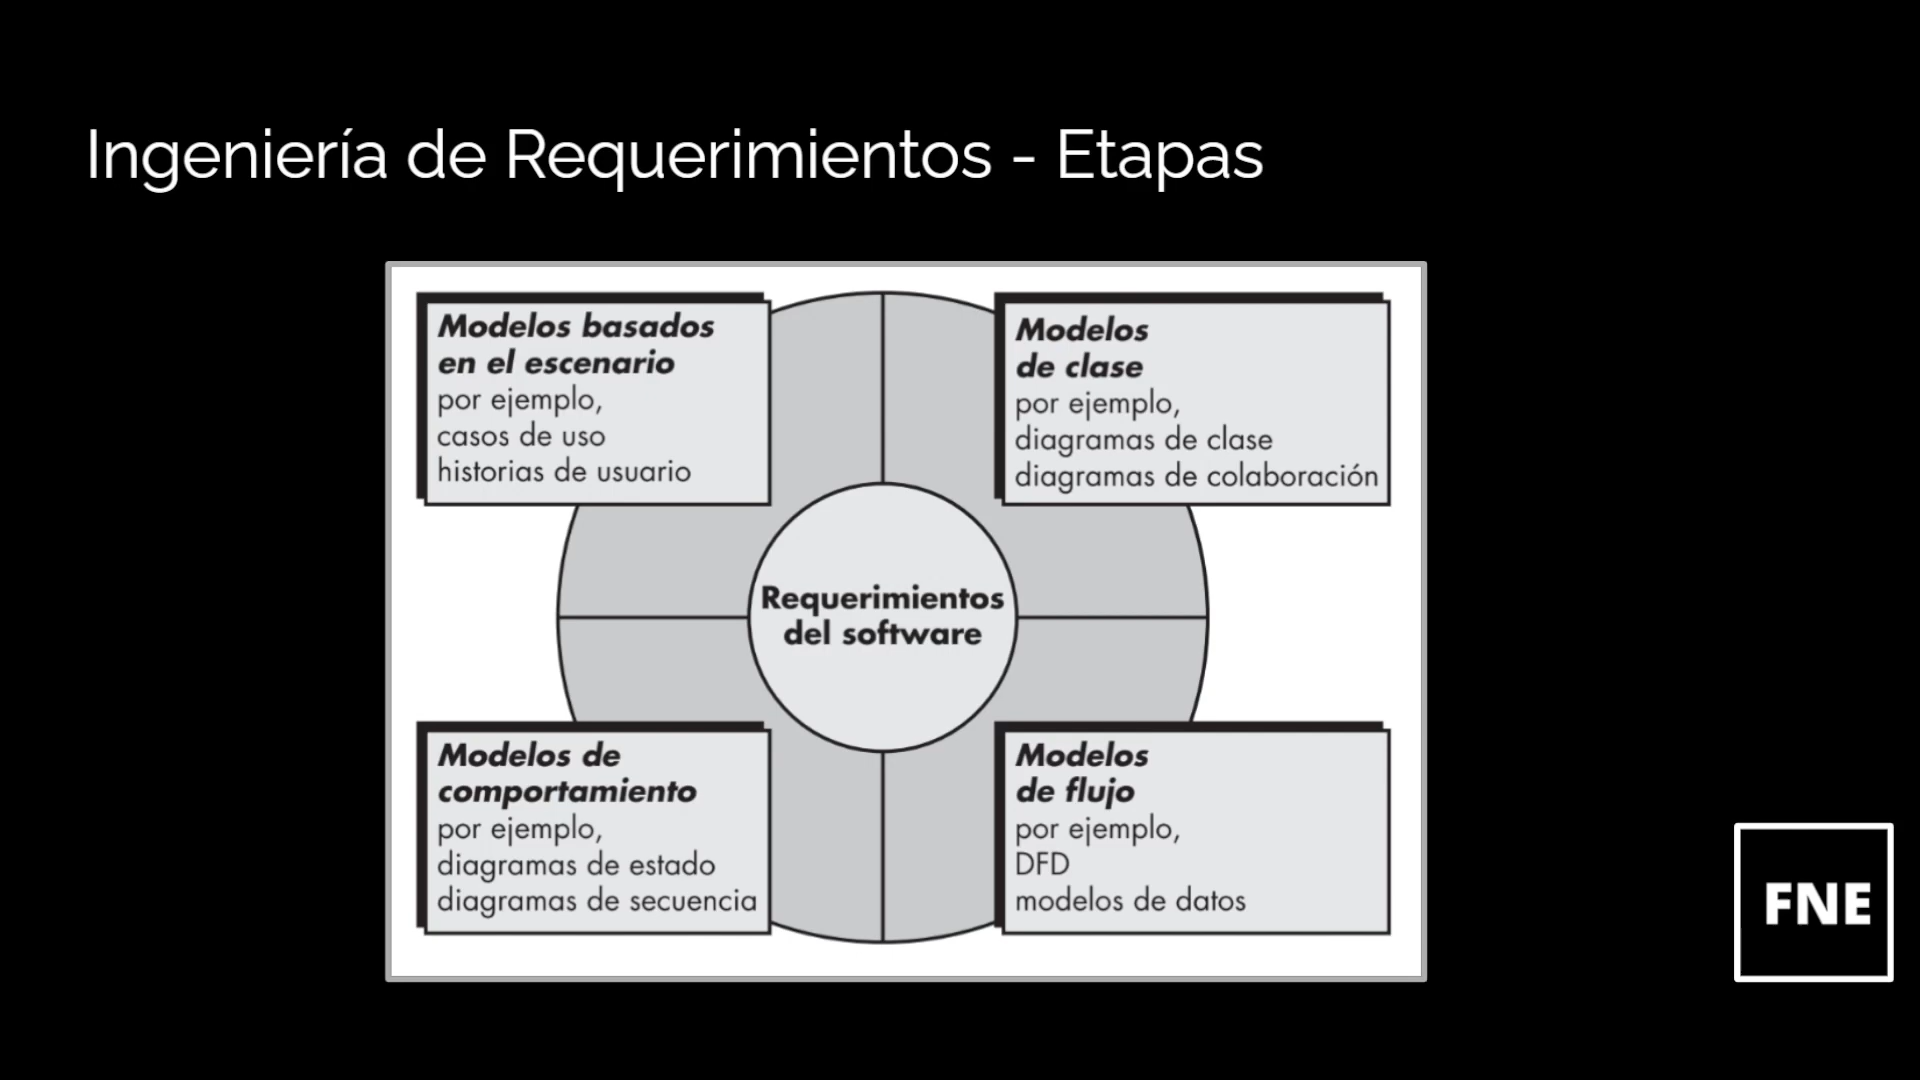 Ingeniería de Requerimientos - Etapas
Modelos basados
en el escenario
por ejemplo,
casos de uso
historias de usuario
Modelos
de clase
por ejemplo,
diagramas de clase
diagramas de colaboración
Requerimientos
del software
Modelos de
comportamiento
por ejemplo,
diagramas de estado
diagramas de secuencia
Modelos
de flujo
por ejemplo,
DFD
modelos de datos
FNE